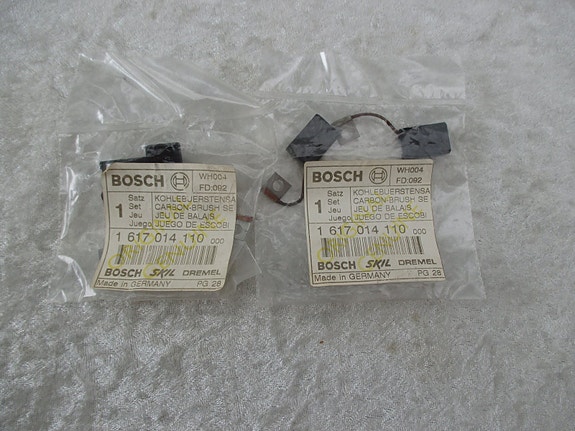 BOSCH
WH004
FD:092
1
Satz KOHLEBJERSTENSA
Set CARBON-BRUSH SE
Jeu JEU DE BALAIS
Juego JUEGO DE ESCOBI
1 617 014 110 000
BOSCH SKIL DREMEL
Made in GERMANY PG 28
BOSCH
WH004
FD:092
1
Satz KOHLEBJERSTENSA
Set CARBON-BRUSH SE
Jeu JEU DE BALAIS
Juego JUEGO DE ESCOBI
1 617 014 110 000
BOSCH SKIL DREMEL
Made in GERMANY PG 28